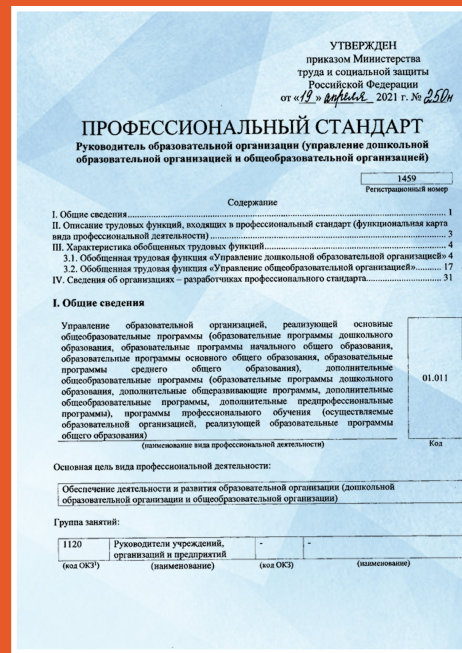 УТВЕРЖДЕН
приказом Министерства
труда и социальной защиты
Российской Федерации
от «19» апреля 2021 г. № 250н
ПРОФЕССИОНАЛЬНЫЙ СТАНДАРТ
Руководитель образовательной организации (управление дошкольной
образовательной организацией и общеобразовательной организацией)
1459
Регистрационный номер
Содержание
I. Общие сведения 1
II. Описание трудовых функций, входящих в профессиональный стандарт (функциональная карта
вида профессиональной деятельности) 3
III. Характеристика обобщенных трудовых функций 4
3.1. Обобщенная трудовая функция «Управление дошкольной образовательной организацией» 4
3.2. Обобщенная трудовая функция «Управление общеобразовательной организацией» 17
IV. Сведения об организациях – разработчиках профессионального стандарта 31
I. Общие сведения
Управление образовательной организацией, реализующей основные
общеобразовательные программы (образовательные программы дошкольного
образования, образовательные программы начального общего образования,
образовательные программы основного общего образования, образовательные
программы среднего общего образования), дополнительные
общеобразовательные программы (образовательные программы дошкольного
образования, дополнительные общеразвивающие программы, дополнительные
общеобразовательные программы, дополнительные предпрофессиональные
программы), программы профессионального обучения (осуществляемые
образовательной организацией, реализующей образовательные программы
общего образования)
01.011
(наименование вида профессиональной деятельности) Код
Основная цель вида профессиональной деятельности:
Обеспечение деятельности и развития образовательной организации (дошкольной
образовательной организации и общеобразовательной организации)
Группа занятий:
1120 Руководители учреждений, - -
организаций и предприятий
(код ОКЗ¹) (наименование) (код ОКЗ) (наименование)